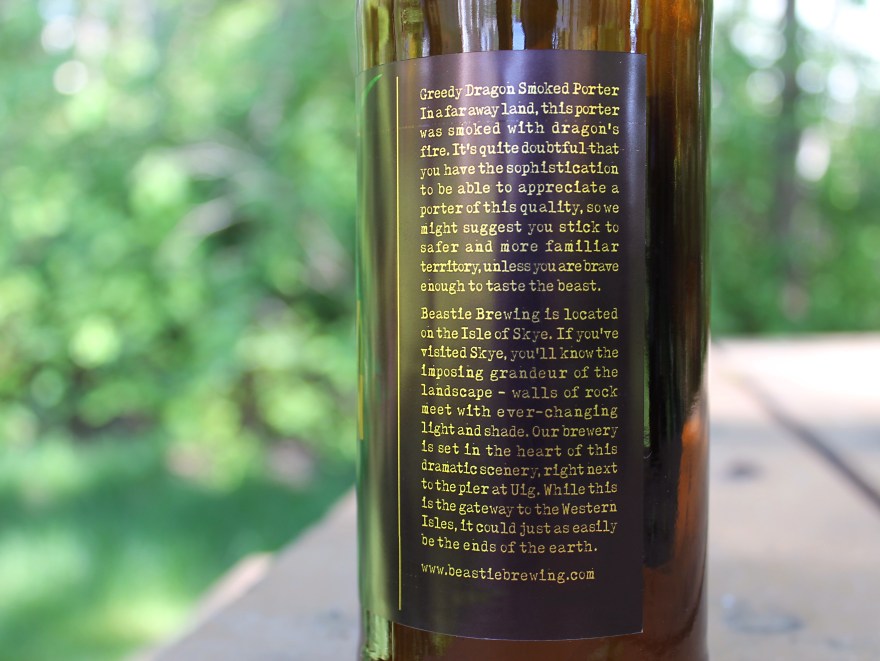 Greedy Dragon Smoked Porter
In a far away land, this porter
was smoked with dragon's
fire. It's quite doubtful that
you have the sophistication
to be able to appreciate a
porter of this quality, so we
might suggest you stick to
safer and more familiar
territory, unless you are brave
enough to taste the beast.
Beastie Brewing is located
on the Isle of Skye. If you've
visited Skye, you'll know the
imposing grandeur of the
landscape - walls of rock
meet with ever-changing
light and shade. Our brewery
is set in the heart of this
dramatic scenery, right next
to the pier at Uig. While this
is the gateway to the Western
Isles, it could just as easily
be the ends of the earth.
www.beastiebrewing.com